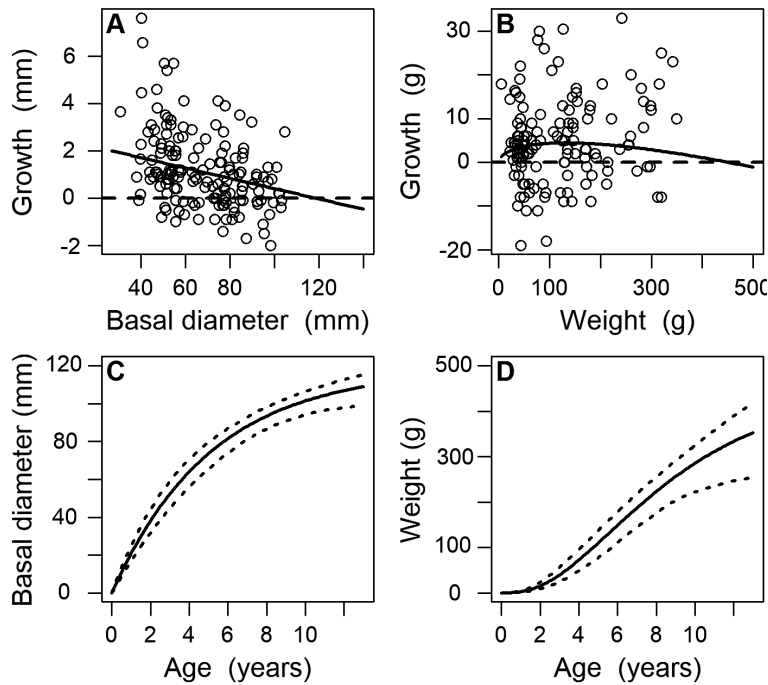 A
Growth (mm)
6
4
2
0
-2
40 60 80 120
Basal diameter (mm)
B
Growth (g)
30
10
0
-20
0 100 300 500
Weight (g)
C
Basal diameter (mm)
120
80
40
0
0 2 4 6 8 10
Age (years)
D
Weight (g)
500
300
100
0
0 2 4 6 8 10
Age (years)